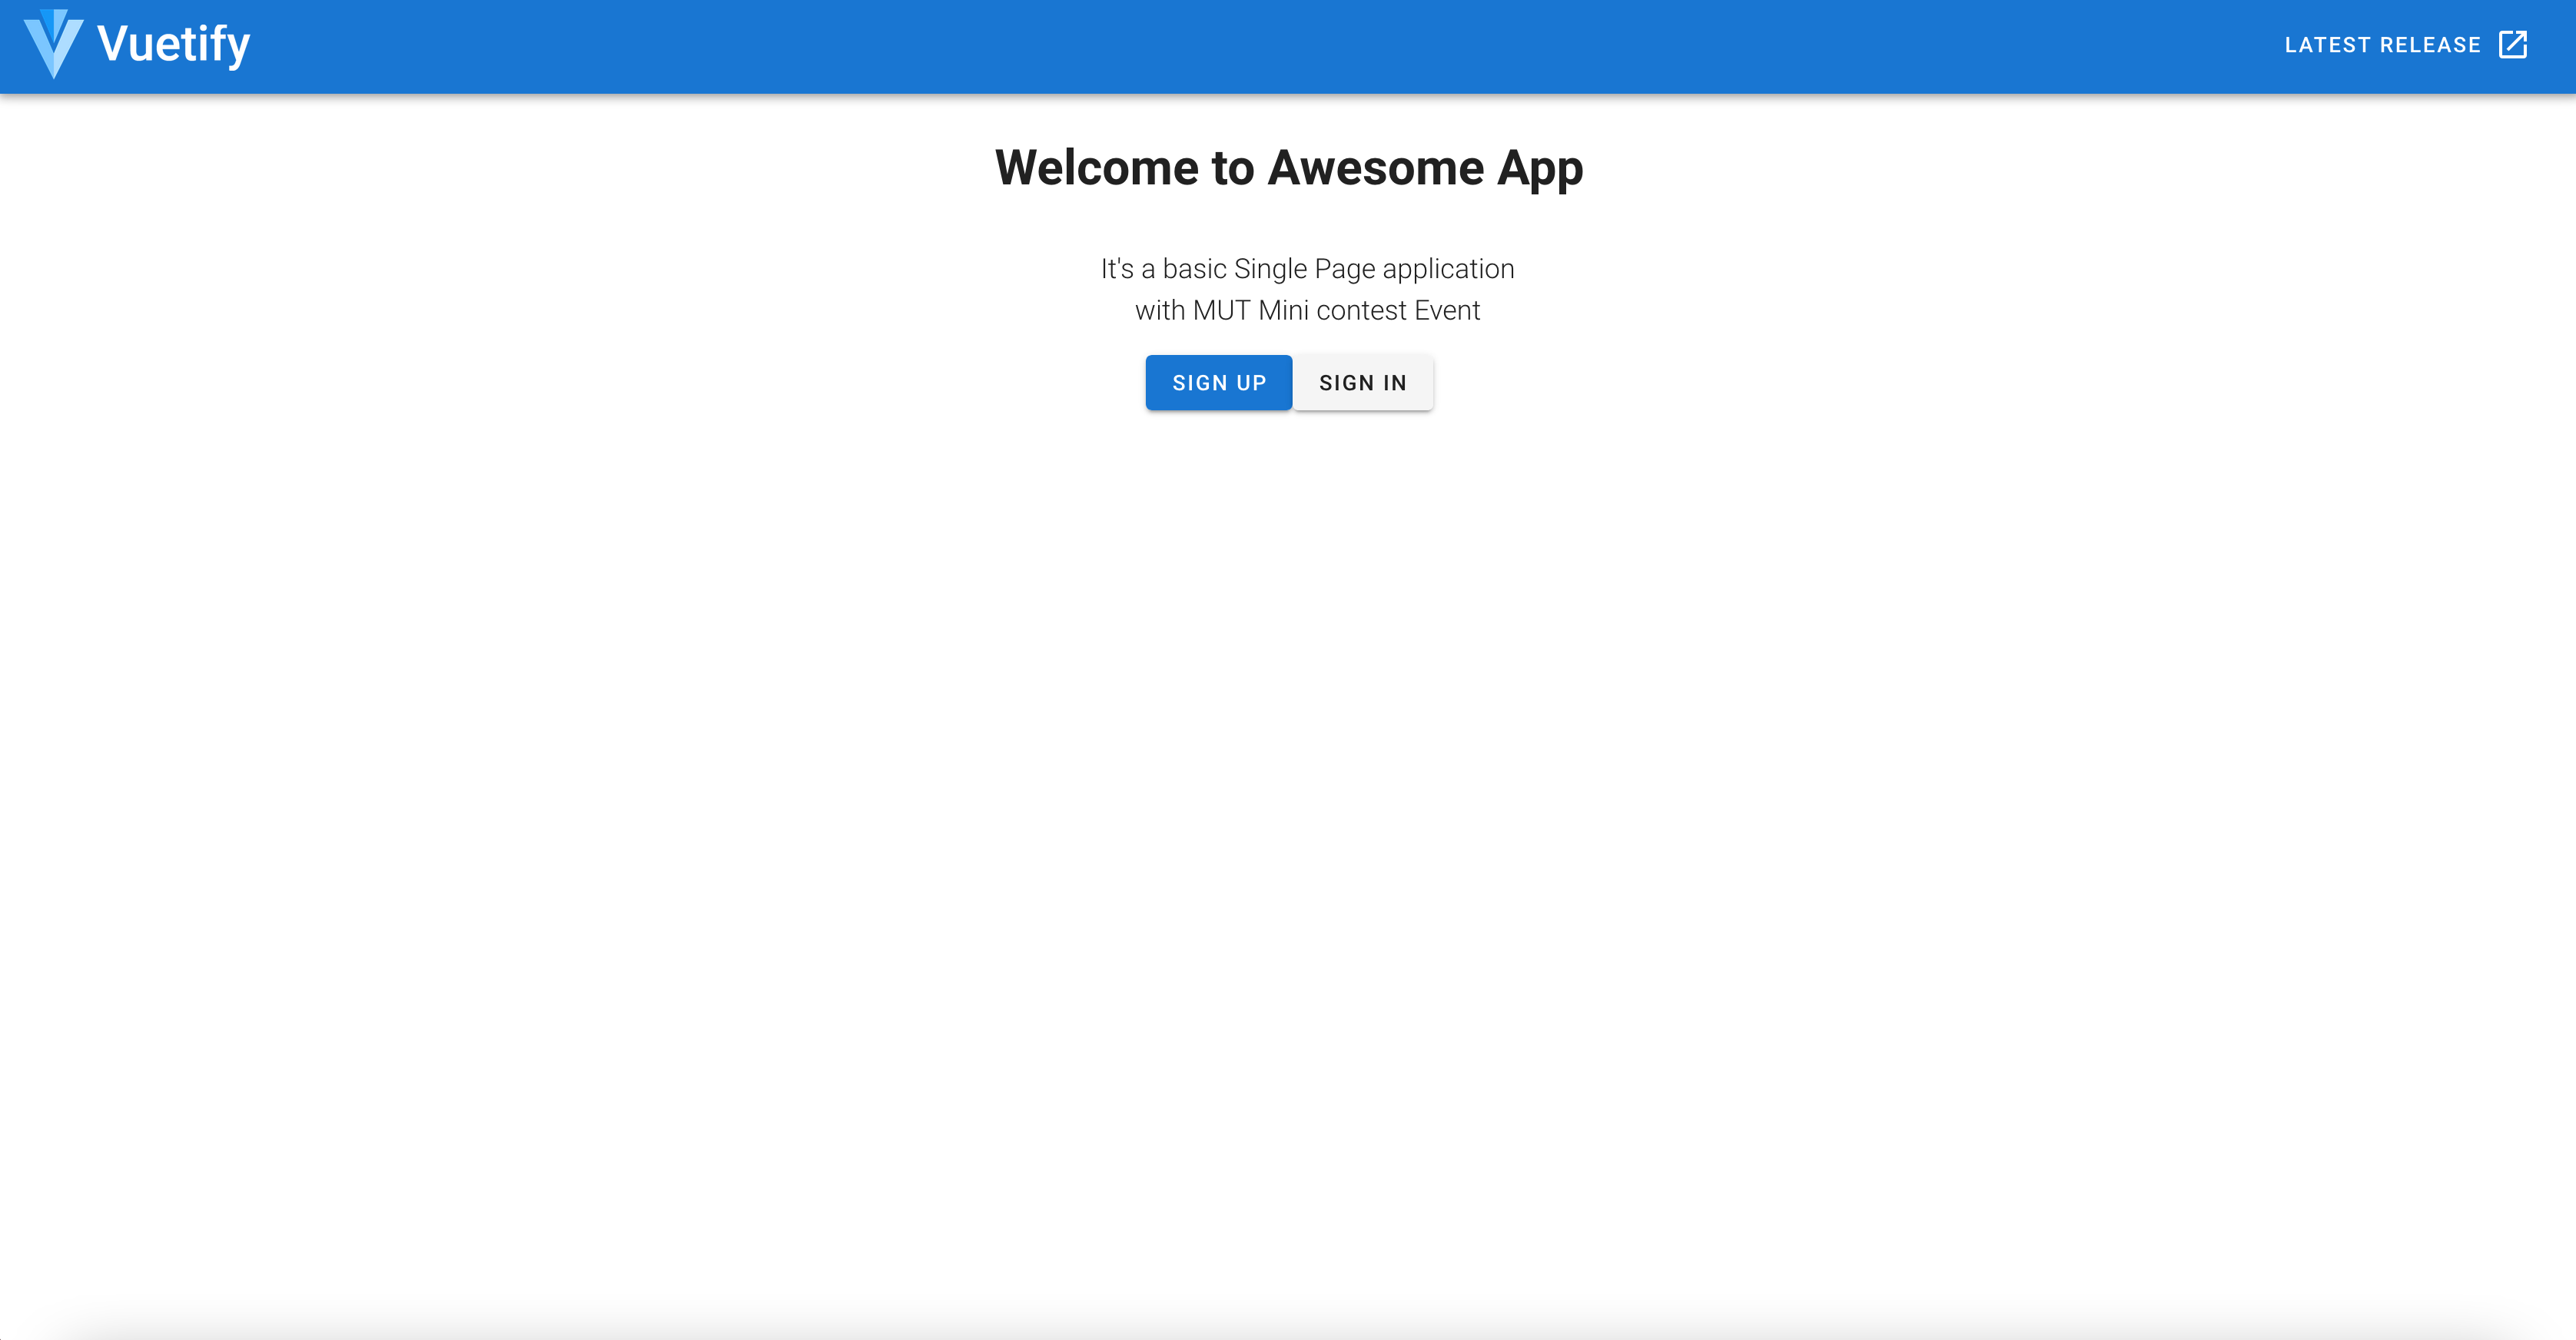 Vuetify
LATEST RELEASE
Welcome to Awesome App
It's a basic Single Page application
with MUT Mini contest Event
SIGN UP
SIGN IN